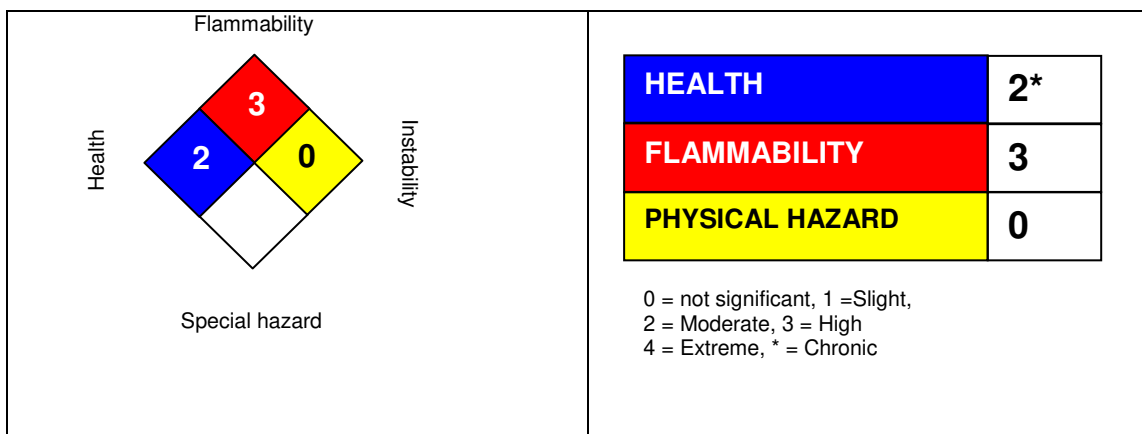 Flammability
3
Health
2
0
Instability
Special hazard
HEALTH 2*
FLAMMABILITY 3
PHYSICAL HAZARD 0
0 = not significant, 1 =Slight,
2 = Moderate, 3 = High
4 = Extreme, * = Chronic